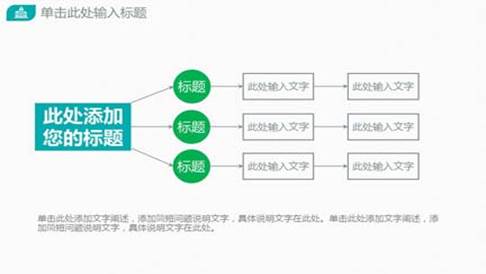 单击此处输入标题
标题 此处输入文字 此处输入文字
此处添加
您的标题
标题 此处输入文字 此处输入文字
标题 此处输入文字 此处输入文字
单击此处添加文字阐述，添加简短问题说明文字，具体说明文字在此处。单击此处添加文字阐述，添
加简短问题说明文字，具体说明文字在此处。